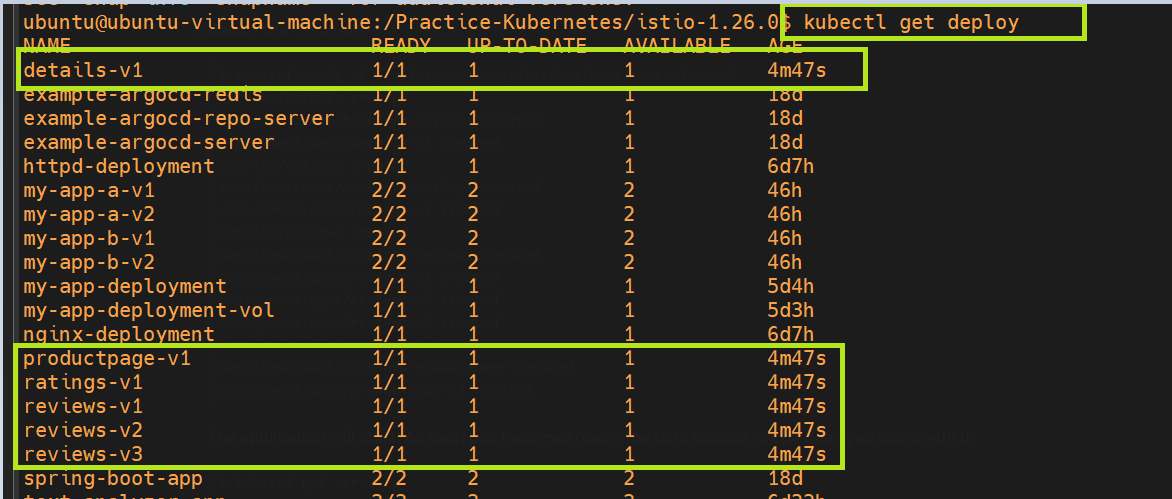 ubuntu@ubuntu-virtual-machine:/Practice-Kubernetes/istio-1.26.0$ kubectl get deploy
NAME READY UP-TO-DATE AVAILABLE AGE
details-v1 1/1 1 1 4m47s
example-argocd-redis 1/1 1 1 18d
example-argocd-repo-server 1/1 1 1 18d
example-argocd-server 1/1 1 1 18d
httpd-deployment 1/1 1 1 6d7h
my-app-a-v1 2/2 2 2 46h
my-app-a-v2 2/2 2 2 46h
my-app-b-v1 2/2 2 2 46h
my-app-b-v2 2/2 2 2 46h
my-app-deployment 1/1 1 1 5d4h
my-app-deployment-vol 1/1 1 1 5d3h
nginx-deployment 1/1 1 1 6d7h
productpage-v1 1/1 1 1 4m47s
ratings-v1 1/1 1 1 4m47s
reviews-v1 1/1 1 1 4m47s
reviews-v2 1/1 1 1 4m47s
reviews-v3 1/1 1 1 4m47s
spring-boot-app 2/2 2 2 18d